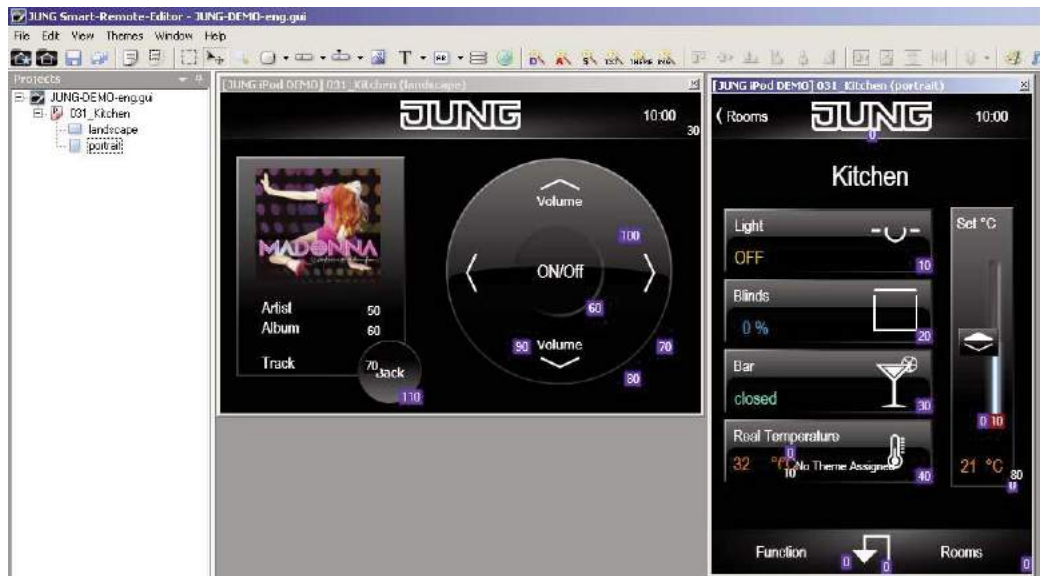 JUNG Smart-Remote-Editor - JUNG-DEMO-eng.gui
File Edit View Themes Window Help
Projects
JUNG-DEMO-eng.gui
031_Kitchen
landscape
portrait
[JUNG iPod DEMO] 031_Kitchen (landscape)
JUNG
10:00
30
MADONNA
Artist 50
Album 60
Track 70
Back
110
Volume
100
ON/Off
60
90 Volume 70
80
[JUNG iPod DEMO] 031_Kitchen (portrait)
Rooms JUNG 10:00
0
Kitchen
Light
OFF
10
Blinds
0 %
20
Bar
closed
30
Real Temperature
32 °C
0
10
No Theme Assigned
40
Set °C
0 10
21 °C
80
0
Function
0 0
Rooms
0